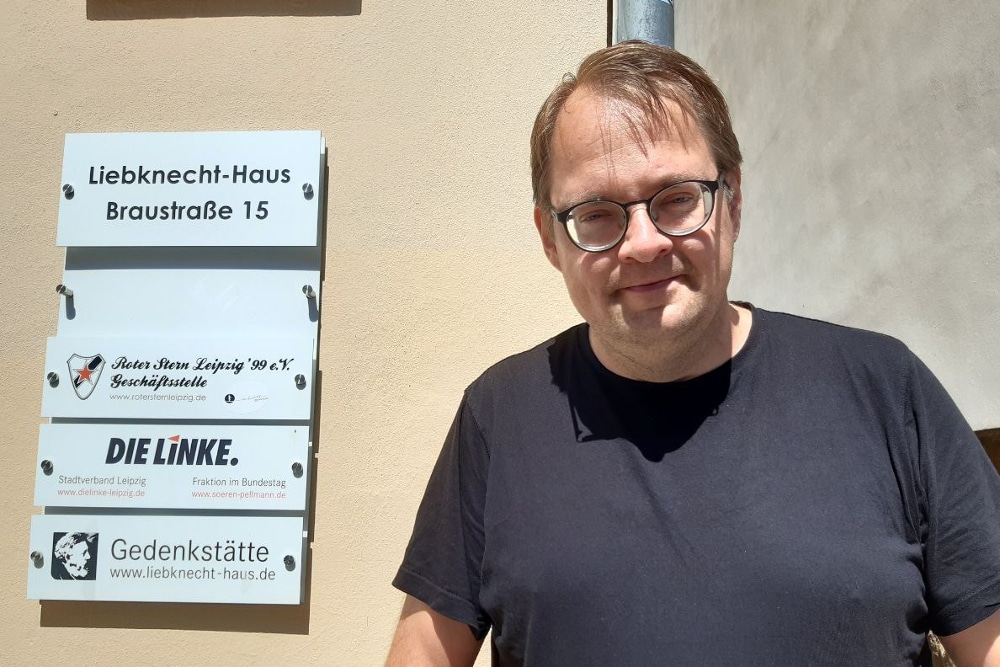 Liebknecht-Haus
Braustraße 15
Roter Stern Leipzig '99 e.V.
Geschäftsstelle
www.rotersternleipzig.de
DIE LINKE.
Stadtverband Leipzig
www.dielinke-leipzig.de
Fraktion im Bundestag
www.soeren-pellmann.de
Gedenkstätte
www.liebknecht-haus.de